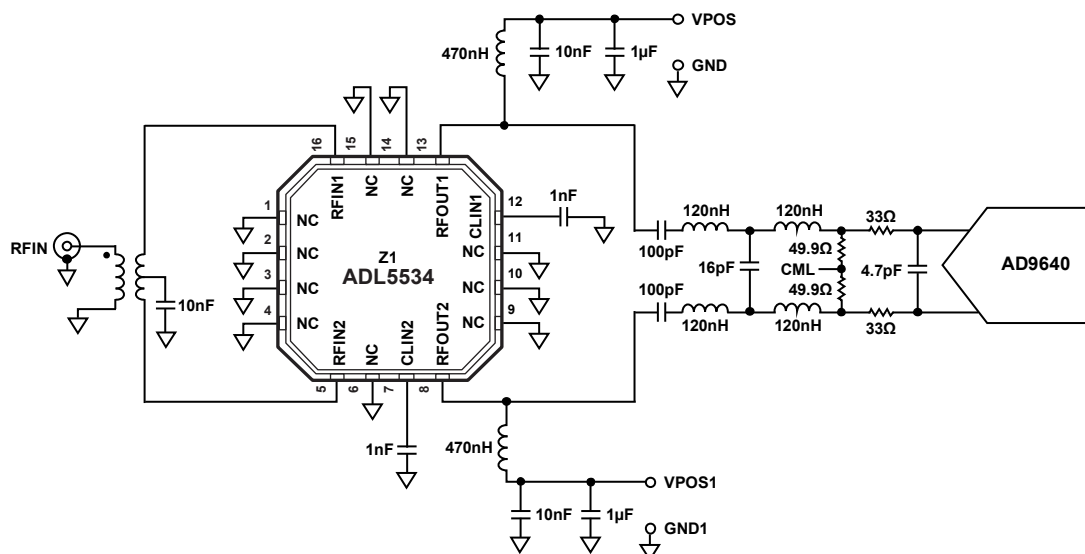 VPOS
470nH
10nF
1µF
GND
16
15
14
13
RFIN1
NC
NC
RFOUT1
CLIN1
12
1nF
1
NC
2
NC
3
NC
4
NC
Z1
ADL5534
11
NC
10
NC
9
NC
RFIN
10nF
RFIN2
NC
CLIN2
RFOUT2
5
6
7
8
1nF
100pF
120nH
120nH
33Ω
49.9Ω
16pF
CML
4.7pF
49.9Ω
100pF
120nH
120nH
33Ω
AD9640
470nH
VPOS1
10nF
1µF
GND1